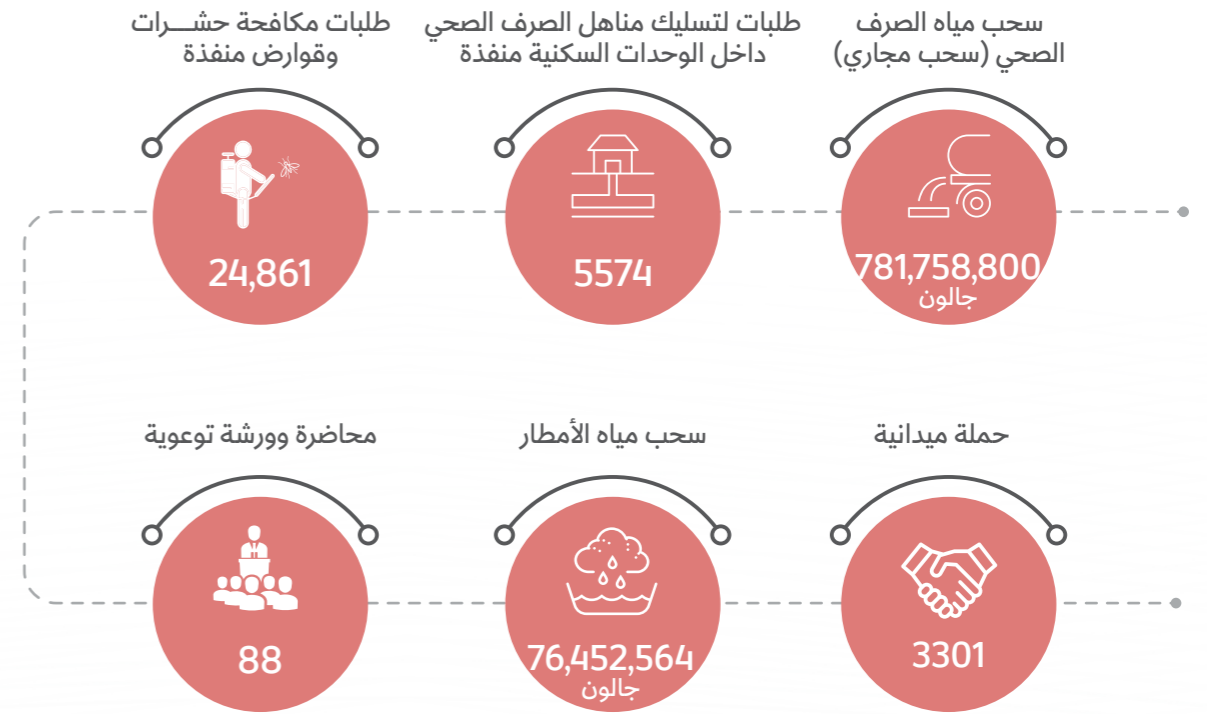 سحب مياه الصرف
الصحي (سحب مجاري)
781,758,800
جالون
طلبات لتسليك مناهل الصرف الصحي
داخل الوحدات السكنية منفذة
5574
طلبات مكافحة حشـــرات
وقوارض منفذة
24,861
حملة ميدانية
3301
سحب مياه الأمطار
76,452,564
جالون
محاضرة وورشة توعوية
88